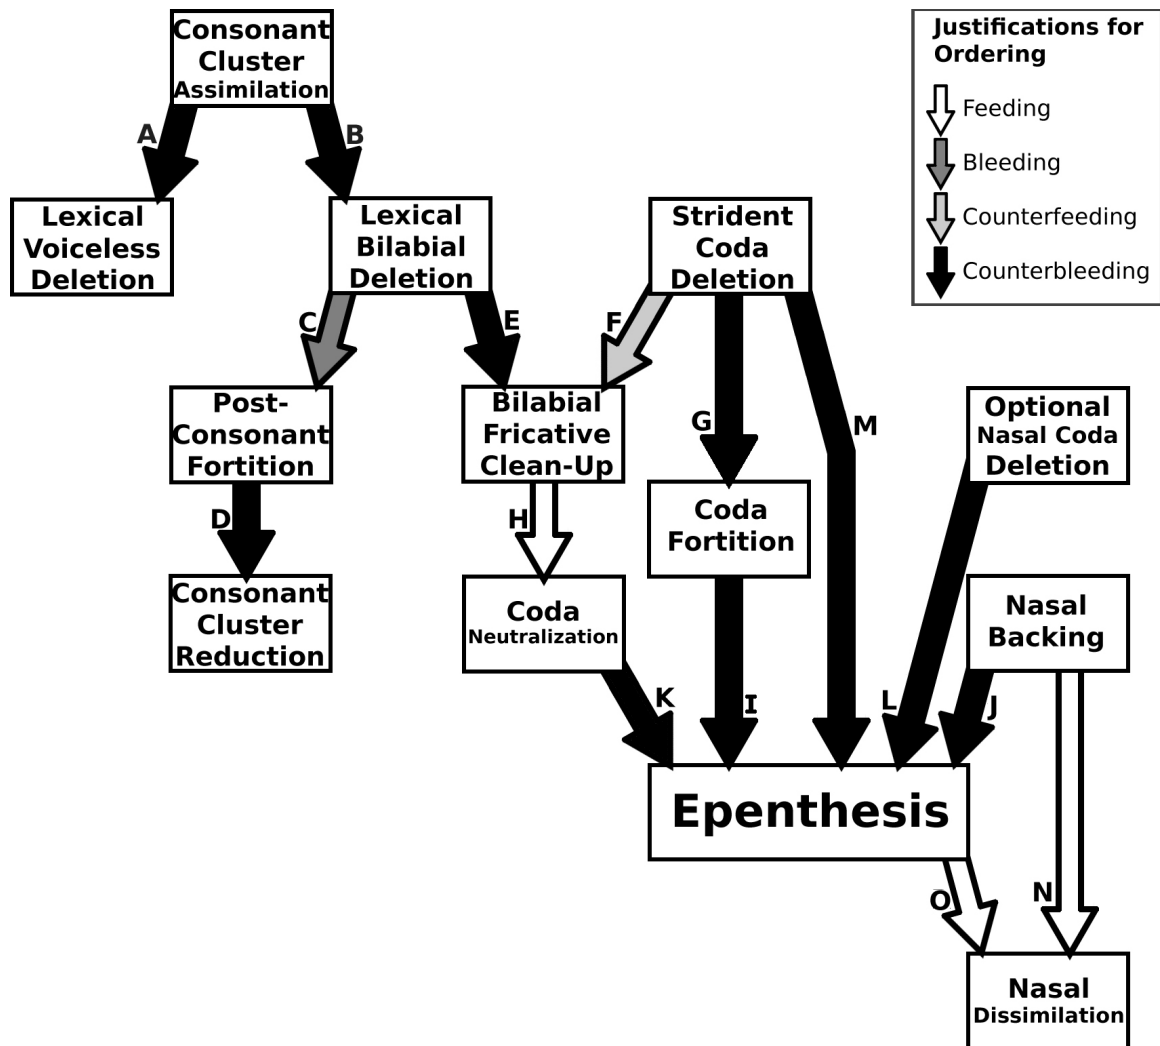 Consonant
Cluster
Assimilation
Justifications for
Ordering
Feeding
Bleeding
Counterfeeding
Counterbleeding
A
B
Lexical
Voiceless
Deletion
Lexical
Bilabial
Deletion
Strident
Coda
Deletion
C
E
F
G
M
Post-
Consonant
Fortition
Bilabial
Fricative
Clean-Up
Optional
Nasal Coda
Deletion
D
H
Coda
Fortition
Consonant
Cluster
Reduction
Coda
Neutralization
Nasal
Backing
K
I
L
J
Epenthesis
O
N
Nasal
Dissimilation